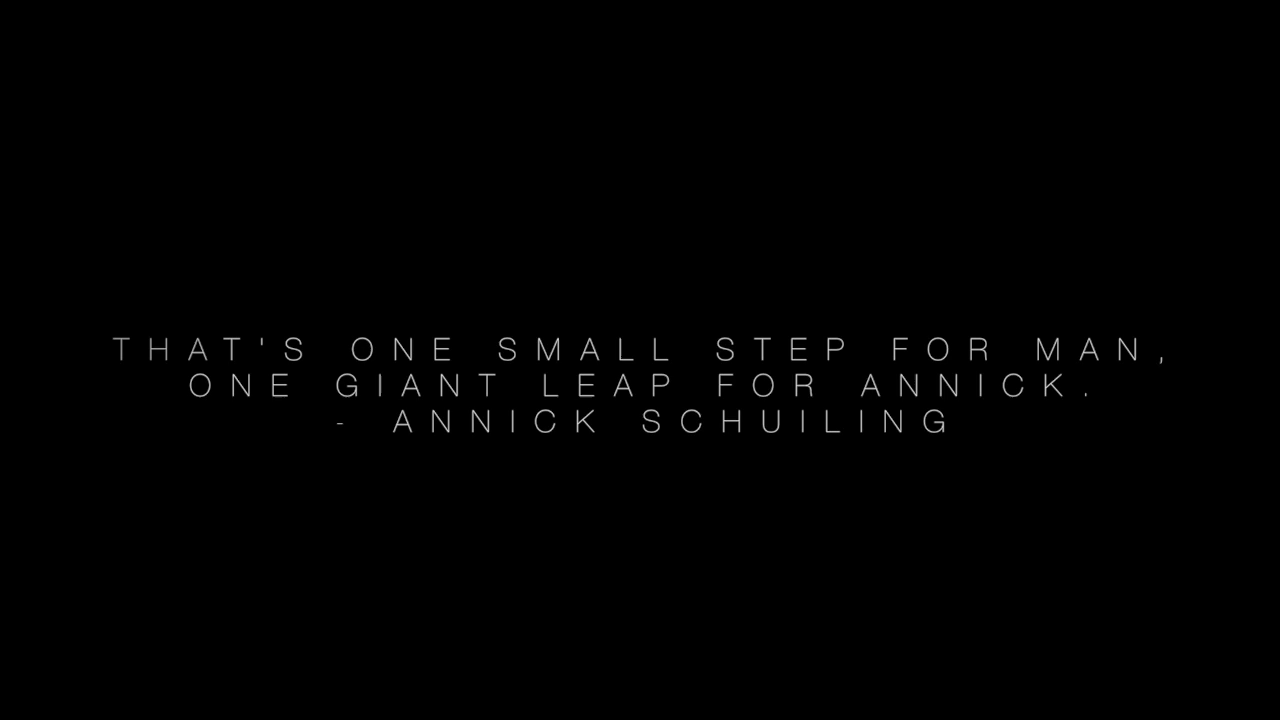 THAT'S ONE SMALL STEP FOR MAN,
ONE GIANT LEAP FOR ANNICK.
- ANNICK SCHUILING